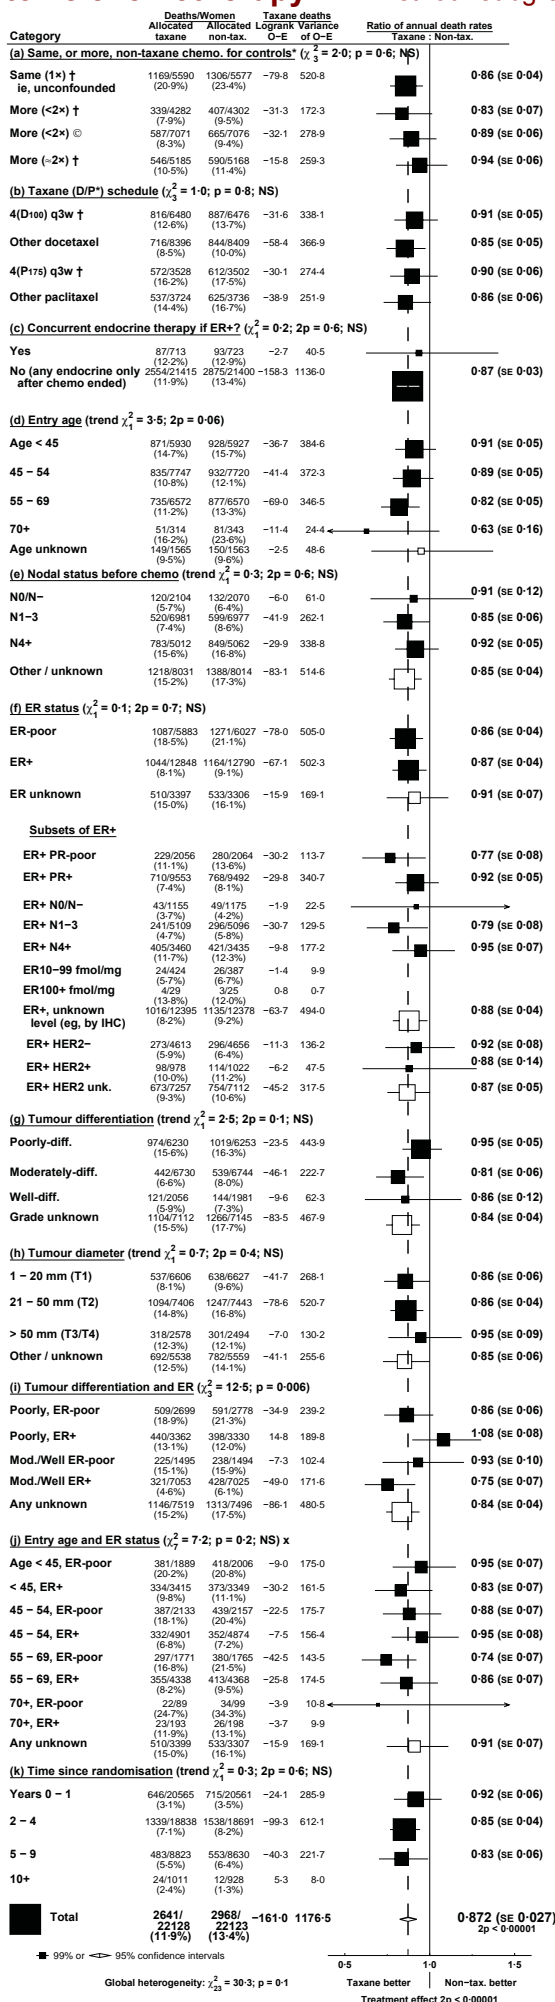 Deaths/Women Taxane deaths
Allocated Allocated Logrank Variance Ratio of annual death rates
Category taxane non-tax. O−E of O−E Taxane : Non-tax.
(a) Same, or more, non-taxane chemo. for controls* (χ²₃ = 2·0; p = 0·6; NS)
Same (1×) † 1169/5590 1306/5577 −79·8 520·8 0·86 (SE 0·04)
ie, unconfounded (20·9%) (23·4%)
More (<2×) † 339/4282 407/4302 −31·3 172·3 0·83 (SE 0·07)
(7·9%) (9·5%)
More (<2×) © 587/7071 665/7076 −32·1 278·9 0·89 (SE 0·06)
(8·3%) (9·4%)
More (≈2×) † 546/5185 590/5168 −15·8 259·3 0·94 (SE 0·06)
(10·5%) (11·4%)
(b) Taxane (D/P*) schedule (χ²₃ = 1·0; p = 0·8; NS)
4(D100) q3w † 816/6480 887/6476 −31·6 338·1 0·91 (SE 0·05)
(12·6%) (13·7%)
Other docetaxel 716/8396 844/8409 −58·4 366·9 0·85 (SE 0·05)
(8·5%) (10·0%)
4(P175) q3w † 572/3528 612/3502 −30·1 274·4 0·90 (SE 0·06)
(16·2%) (17·5%)
Other paclitaxel 537/3724 625/3736 −38·9 251·9 0·86 (SE 0·06)
(14·4%) (16·7%)
(c) Concurrent endocrine therapy if ER+? (χ²₁ = 0·2; 2p = 0·6; NS)
Yes 87/713 93/723 −2·7 40·5
(12·2%) (12·9%)
No (any endocrine only 2554/21415 2875/21400 −158·3 1136·0 0·87 (SE 0·03)
after chemo ended) (11·9%) (13·4%)
(d) Entry age (trend χ²₁ = 3·5; 2p = 0·06)
Age < 45 871/5930 928/5927 −36·7 384·6 0·91 (SE 0·05)
(14·7%) (15·7%)
45 − 54 835/7747 932/7720 −41·4 372·3 0·89 (SE 0·05)
(10·8%) (12·1%)
55 − 69 735/6572 877/6570 −69·0 346·5 0·82 (SE 0·05)
(11·2%) (13·3%)
70+ 51/314 81/343 −11·4 24·4 0·63 (SE 0·16)
(16·2%) (23·6%)
Age unknown 149/1565 150/1563 −2·5 48·6
(9·5%) (9·6%)
(e) Nodal status before chemo (trend χ²₁ = 0·3; 2p = 0·6; NS)
N0/N− 120/2104 132/2070 −6·0 61·0 0·91 (SE 0·12)
(5·7%) (6·4%)
N1−3 520/6981 599/6977 −41·9 262·1 0·85 (SE 0·06)
(7·4%) (8·6%)
N4+ 783/5012 849/5062 −29·9 338·8 0·92 (SE 0·05)
(15·6%) (16·8%)
Other / unknown 1218/8031 1388/8014 −83·1 514·6 0·85 (SE 0·04)
(15·2%) (17·3%)
(f) ER status (χ²₁ = 0·1; 2p = 0·7; NS)
ER-poor 1087/5883 1271/6027 −78·0 505·0 0·86 (SE 0·04)
(18·5%) (21·1%)
ER+ 1044/12848 1164/12790 −67·1 502·3 0·87 (SE 0·04)
(8·1%) (9·1%)
ER unknown 510/3397 533/3306 −15·9 169·1 0·91 (SE 0·07)
(15·0%) (16·1%)
Subsets of ER+
ER+ PR-poor 229/2056 280/2064 −30·2 113·7 0·77 (SE 0·08)
(11·1%) (13·6%)
ER+ PR+ 710/9553 768/9492 −29·8 340·7 0·92 (SE 0·05)
(7·4%) (8·1%)
ER+ N0/N− 43/1155 49/1175 −1·9 22·5
(3·7%) (4·2%)
ER+ N1−3 241/5109 296/5096 −30·7 129·5 0·79 (SE 0·08)
(4·7%) (5·8%)
ER+ N4+ 405/3460 421/3435 −9·8 177·2 0·95 (SE 0·07)
(11·7%) (12·3%)
ER10−99 fmol/mg 24/424 26/387 −1·4 9·9
(5·7%) (6·7%)
ER100+ fmol/mg 4/29 3/25 0·8 0·7
(13·8%) (12·0%)
ER+, unknown 1016/12395 1135/12378 −63·7 494·0 0·88 (SE 0·04)
level (eg, by IHC) (8·2%) (9·2%)
ER+ HER2− 273/4613 296/4656 −11·3 136·2 0·92 (SE 0·08)
(5·9%) (6·4%)
ER+ HER2+ 98/978 114/1022 −6·2 47·5 0·88 (SE 0·14)
(10·0%) (11·2%)
ER+ HER2 unk. 673/7257 754/7112 −45·2 317·5 0·87 (SE 0·05)
(9·3%) (10·6%)
(g) Tumour differentiation (trend χ²₁ = 2·5; 2p = 0·1; NS)
Poorly-diff. 974/6230 1019/6253 −23·5 443·9 0·95 (SE 0·05)
(15·6%) (16·3%)
Moderately-diff. 442/6730 539/6744 −46·1 222·7 0·81 (SE 0·06)
(6·6%) (8·0%)
Well-diff. 121/2056 144/1981 −9·6 62·3 0·86 (SE 0·12)
(5·9%) (7·3%)
Grade unknown 1104/7112 1266/7145 −83·5 467·9 0·84 (SE 0·04)
(15·5%) (17·7%)
(h) Tumour diameter (trend χ²₁ = 0·7; 2p = 0·4; NS)
1 − 20 mm (T1) 537/6606 638/6627 −41·7 268·1 0·86 (SE 0·06)
(8·1%) (9·6%)
21 − 50 mm (T2) 1094/7406 1247/7443 −78·6 520·7 0·86 (SE 0·04)
(14·8%) (16·8%)
> 50 mm (T3/T4) 318/2578 301/2494 −7·0 130·2 0·95 (SE 0·09)
(12·3%) (12·1%)
Other / unknown 692/5538 782/5559 −41·1 255·6 0·85 (SE 0·06)
(12·5%) (14·1%)
(i) Tumour differentiation and ER (χ²₃ = 12·5; p = 0·006)
Poorly, ER-poor 509/2699 591/2778 −34·9 239·2 0·86 (SE 0·06)
(18·9%) (21·3%)
Poorly, ER+ 440/3362 398/3330 14·8 189·8 1·08 (SE 0·08)
(13·1%) (12·0%)
Mod./Well ER-poor 225/1495 238/1494 −7·3 102·4 0·93 (SE 0·10)
(15·1%) (15·9%)
Mod./Well ER+ 321/7053 428/7025 −49·0 171·6 0·75 (SE 0·07)
(4·6%) (6·1%)
Any unknown 1146/7519 1313/7496 −86·1 480·5 0·84 (SE 0·04)
(15·2%) (17·5%)
(j) Entry age and ER status (χ²₇ = 7·2; p = 0·2; NS) x
Age < 45, ER-poor 381/1889 418/2006 −9·0 175·0 0·95 (SE 0·07)
(20·2%) (20·8%)
< 45, ER+ 334/3415 373/3349 −30·2 161·5 0·83 (SE 0·07)
(9·8%) (11·1%)
45 − 54, ER-poor 387/2133 439/2157 −22·5 175·7 0·88 (SE 0·07)
(18·1%) (20·4%)
45 − 54, ER+ 332/4901 352/4874 −7·5 156·4 0·95 (SE 0·08)
(6·8%) (7·2%)
55 − 69, ER-poor 297/1771 380/1765 −42·5 143·5 0·74 (SE 0·07)
(16·8%) (21·5%)
55 − 69, ER+ 355/4338 413/4368 −25·8 174·5 0·86 (SE 0·07)
(8·2%) (9·5%)
70+, ER-poor 22/89 34/99 −3·9 10·8
(24·7%) (34·3%)
70+, ER+ 23/193 26/198 −3·7 9·9
(11·9%) (13·1%)
Any unknown 510/3399 533/3307 −15·9 169·1 0·91 (SE 0·07)
(15·0%) (16·1%)
(k) Time since randomisation (trend χ²₁ = 0·3; 2p = 0·6; NS)
Years 0 − 1 646/20565 715/20561 −24·1 285·9 0·92 (SE 0·06)
(3·1%) (3·5%)
2 − 4 1339/18838 1538/18691 −99·3 612·1 0·85 (SE 0·04)
(7·1%) (8·2%)
5 − 9 483/8823 553/8630 −40·3 221·7 0·83 (SE 0·06)
(5·5%) (6·4%)
10+ 24/1011 12/928 5·3 8·0
(2·4%) (1·3%)
Total 2641/ 2968/ −161·0 1176·5 0·872 (SE 0·027)
22128 22123 2p < 0·00001
(11·9%) (13·4%)
99% or 95% confidence intervals
0·5 1·0 1·5
Global heterogeneity: χ²₂₃ = 30·3; p = 0·1 Taxane better Non-tax. better
Treatment effect 2p < 0·00001